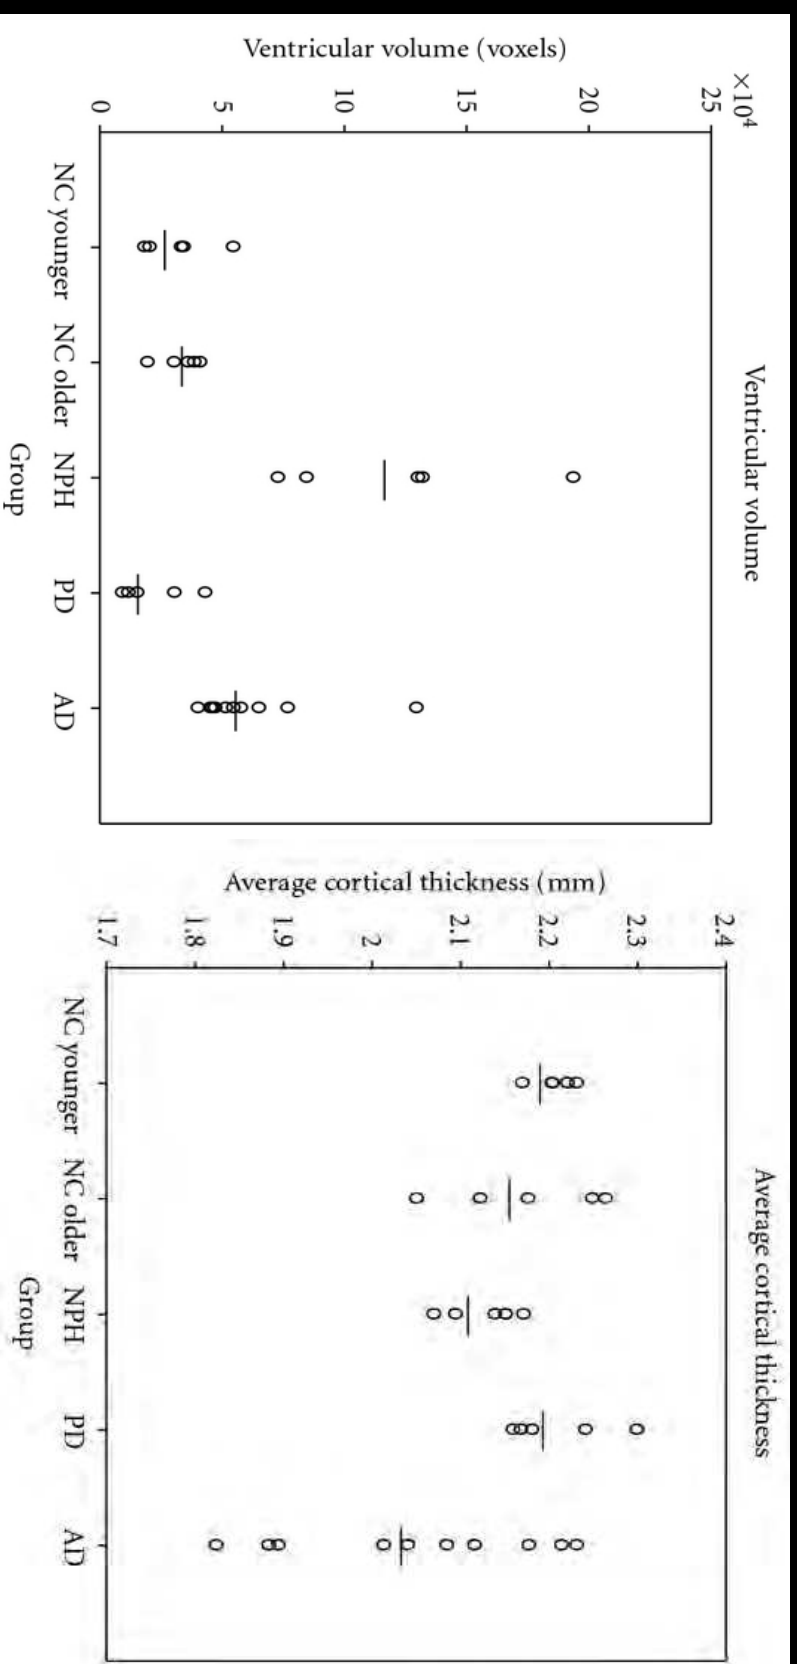 Ventricular volume
×10⁴
25
20
15
10
5
0
Ventricular volume (voxels)
NC younger
NC older
NPH
PD
AD
Group
Average cortical thickness
2.4
2.3
2.2
2.1
2
1.9
1.8
1.7
Average cortical thickness (mm)
NC younger
NC older
NPH
PD
AD
Group